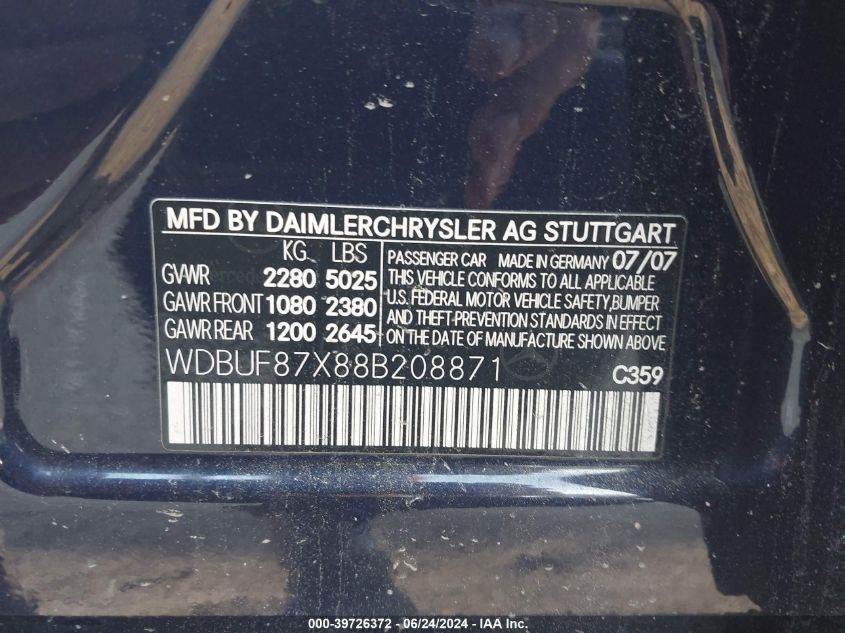 MFD BY DAIMLERCHRYSLER AG STUTTGART
KG LBS
GVWR 2280 5025
GAWR FRONT 1080 2380
GAWR REAR 1200 2645
PASSENGER CAR MADE IN GERMANY 07/07
THIS VEHICLE CONFORMS TO ALL APPLICABLE
U.S. FEDERAL MOTOR VEHICLE SAFETY,BUMPER
AND THEFT-PREVENTION STANDARDS IN EFFECT
ON THE DATE OF MANUFACTURE SHOWN ABOVE
WDBUF87X88B208871
C359
000-39726372 - 06/24/2024 - IAA Inc.